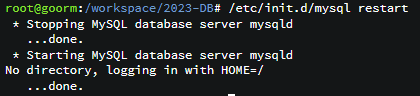 root@goorm:/workspace/2023-DB# /etc/init.d/mysql restart
* Stopping MySQL database server mysqld
...done.
* Starting MySQL database server mysqld
No directory, logging in with HOME=/
...done.